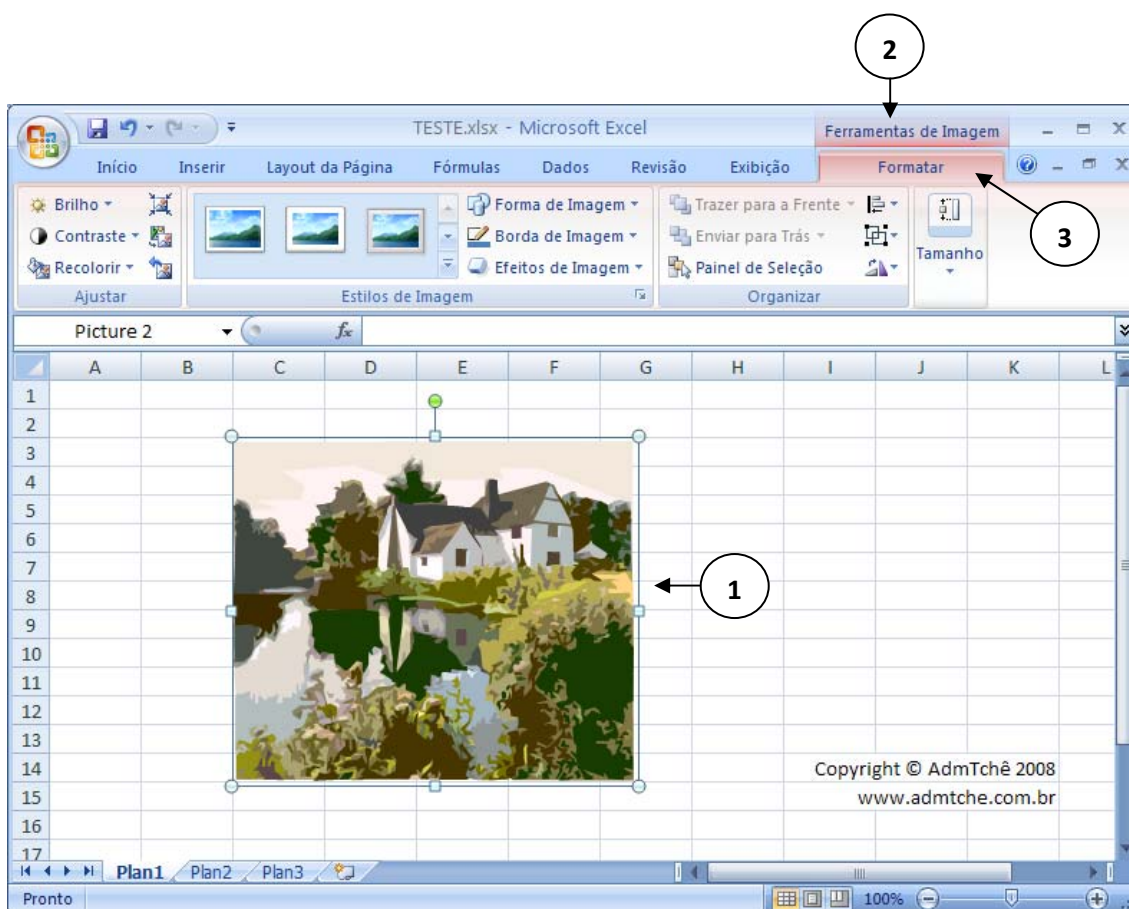 2
TESTE.xlsx - Microsoft Excel Ferramentas de Imagem
Início Inserir Layout da Página Fórmulas Dados Revisão Exibição Formatar
3
Brilho Forma de Imagem Trazer para a Frente
Contraste Borda de Imagem Enviar para Trás Tamanho
Recolorir Efeitos de Imagem Painel de Seleção
Ajustar Estilos de Imagem Organizar
Picture 2 fx
A B C D E F G H I J K L
1
2
3
4
5
6
7
1
8
9
10
11
12
13
14 Copyright © AdmTchê 2008
15 www.admtche.com.br
16
17
Plan1 Plan2 Plan3
Pronto 100%